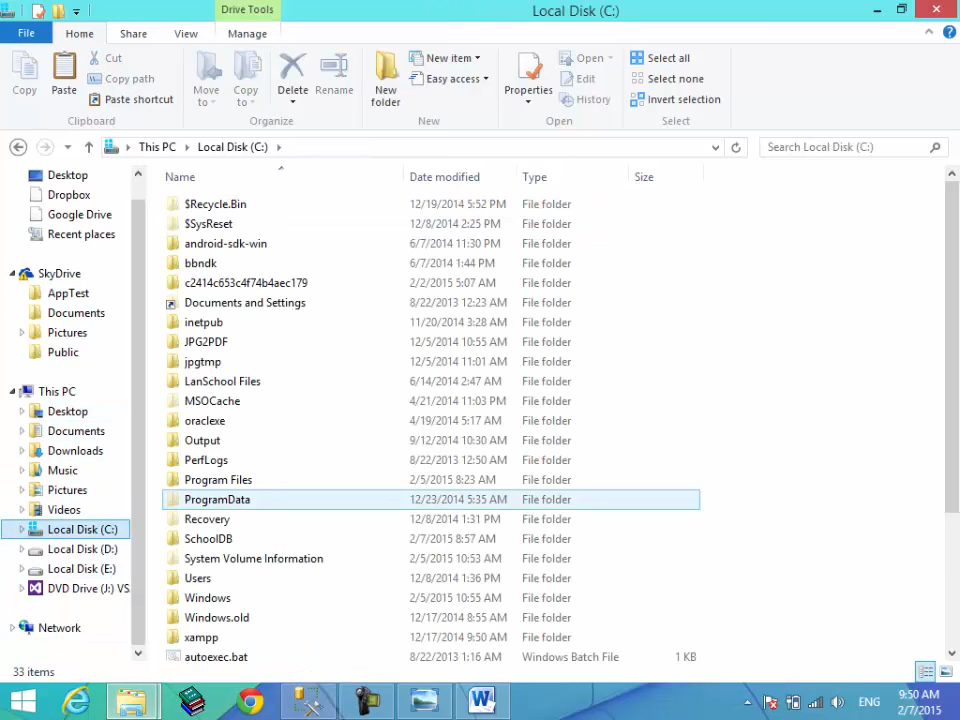 Drive Tools
Local Disk (C:)
File
Home
Share
View
Manage
Copy
Paste
Cut
Copy path
Paste shortcut
Clipboard
Move to
Copy to
Delete
Rename
Organize
New folder
New item
Easy access
New
Properties
Open
Edit
History
Open
Select all
Select none
Invert selection
Select
This PC
Local Disk (C:)
Search Local Disk (C:)
Desktop
Dropbox
Google Drive
Recent places
SkyDrive
AppTest
Documents
Pictures
Public
This PC
Desktop
Documents
Downloads
Music
Pictures
Videos
Local Disk (C:)
Local Disk (D:)
Local Disk (E:)
DVD Drive (J:) VS
Network
Name Date modified Type Size
$Recycle.Bin 12/19/2014 5:52 PM File folder
$SysReset 12/8/2014 2:25 PM File folder
android-sdk-win 6/7/2014 11:30 PM File folder
bbndk 6/7/2014 1:44 PM File folder
c2414c653c4f74b4aec179 2/2/2015 5:07 AM File folder
Documents and Settings 8/22/2013 12:23 AM File folder
inetpub 11/20/2014 3:28 AM File folder
JPG2PDF 12/5/2014 10:55 AM File folder
jpgtmp 12/5/2014 11:01 AM File folder
LanSchool Files 6/14/2014 2:47 AM File folder
MSOCache 4/21/2014 11:03 PM File folder
oraclexe 4/19/2014 5:17 AM File folder
Output 9/12/2014 10:30 AM File folder
PerfLogs 8/22/2013 12:50 AM File folder
Program Files 2/5/2015 8:23 AM File folder
ProgramData 12/23/2014 5:35 AM File folder
Recovery 12/8/2014 1:31 PM File folder
SchoolDB 2/7/2015 8:57 AM File folder
System Volume Information 2/5/2015 10:53 AM File folder
Users 12/8/2014 1:36 PM File folder
Windows 2/5/2015 10:55 AM File folder
Windows.old 12/17/2014 8:55 AM File folder
xampp 12/17/2014 9:50 AM File folder
autoexec.bat 8/22/2013 1:16 AM Windows Batch File 1 KB
33 items
ENG
9:50 AM
2/7/2015